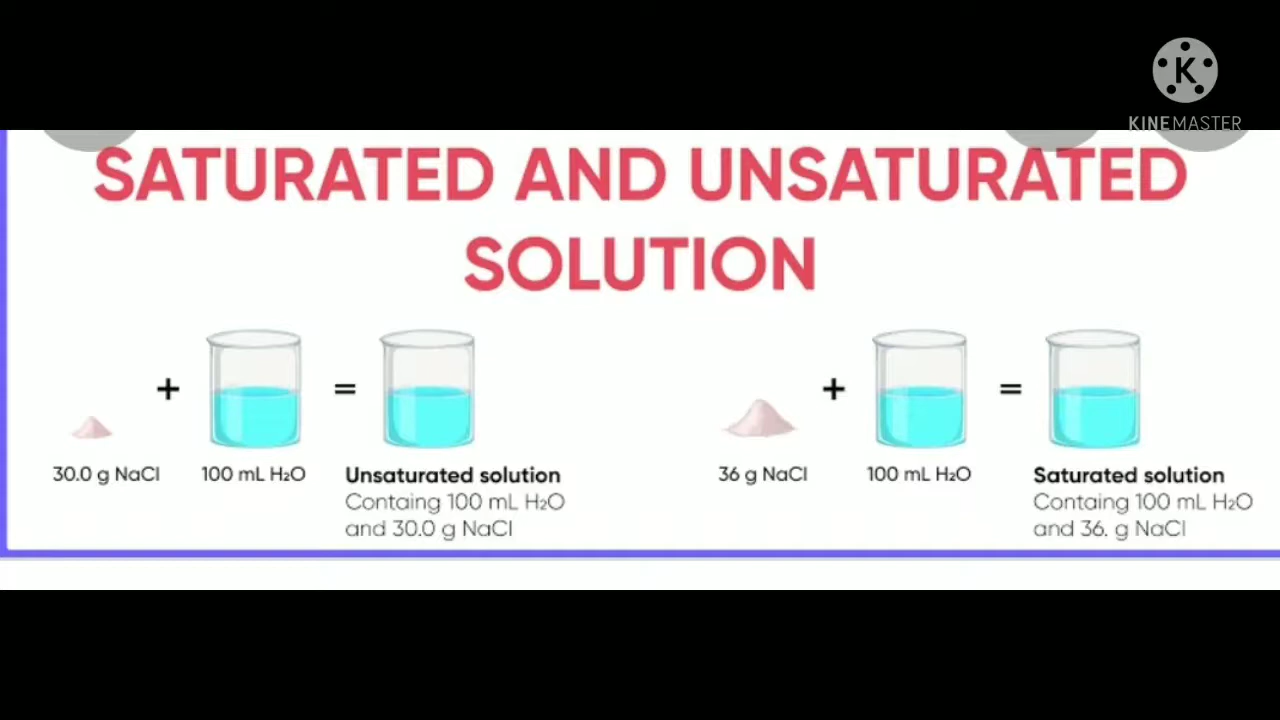 K
KINEMASTER
SATURATED AND UNSATURATED
SOLUTION
+
=
+
=
30.0 g NaCl
100 mL H₂O
Unsaturated solution
Containg 100 mL H₂O
and 30.0 g NaCl
36 g NaCl
100 mL H₂O
Saturated solution
Containg 100 mL H₂O
and 36. g NaCl